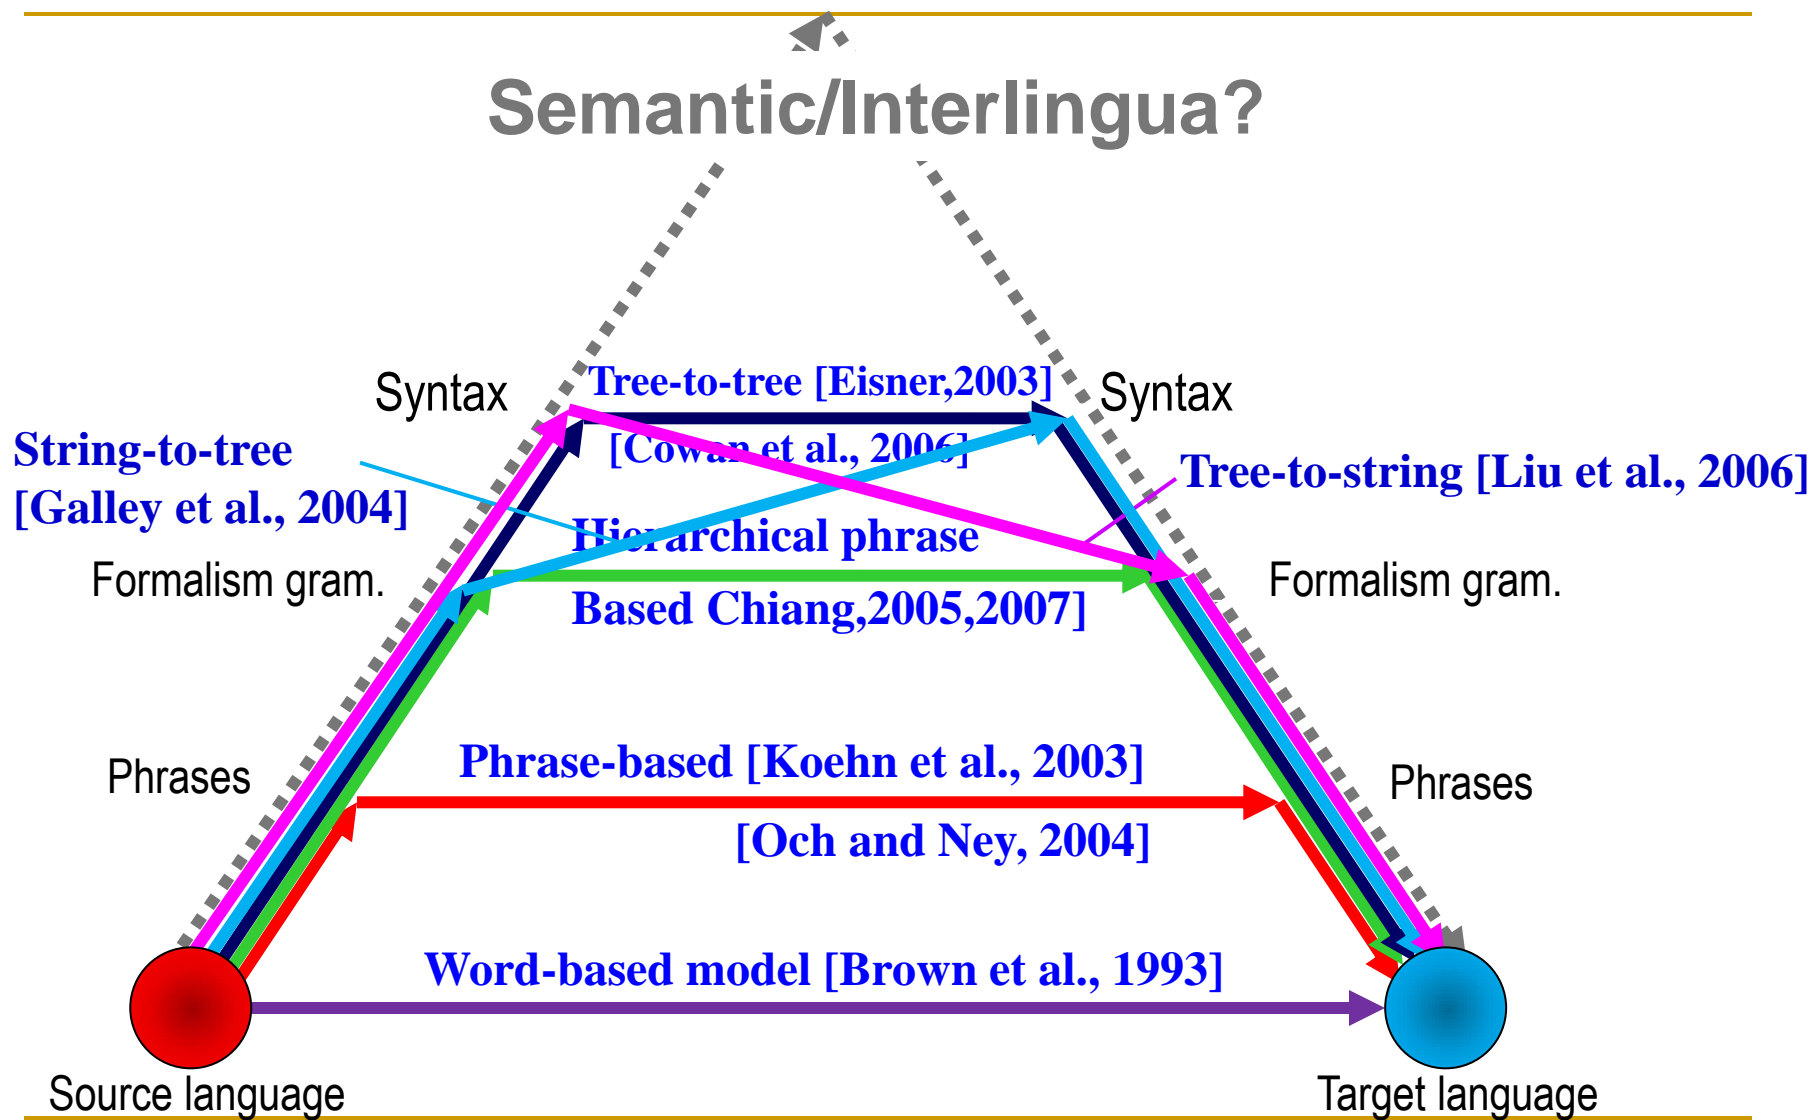 Semantic/Interlingua?
Syntax
Tree-to-tree [Eisner,2003]
Syntax
[Cowan et al., 2006]
String-to-tree
[Galley et al., 2004]
Tree-to-string [Liu et al., 2006]
Hierarchical phrase
Based Chiang,2005,2007]
Formalism gram.
Formalism gram.
Phrases
Phrase-based [Koehn et al., 2003]
Phrases
[Och and Ney, 2004]
Word-based model [Brown et al., 1993]
Source language
Target language